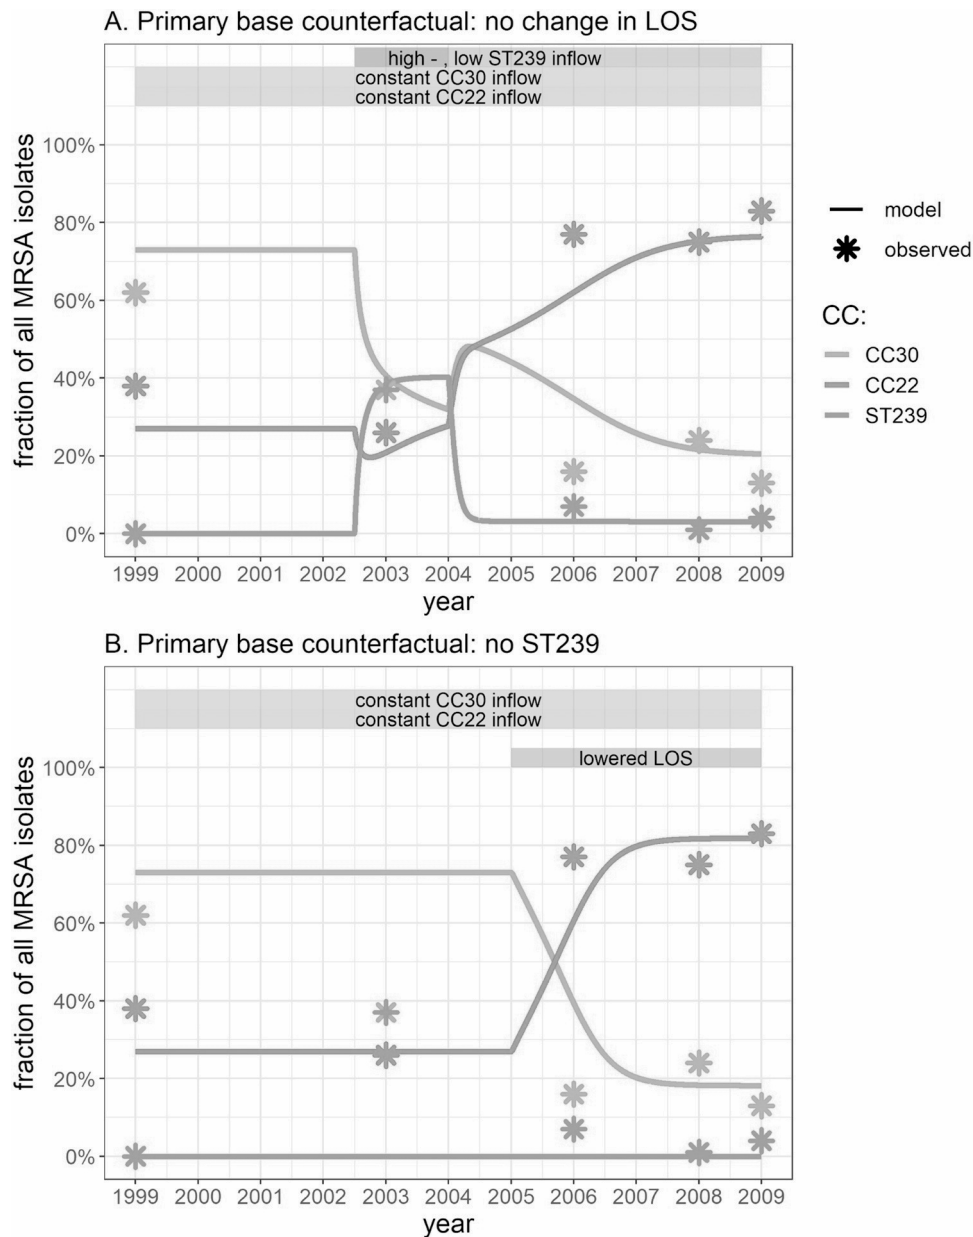 A. Primary base counterfactual: no change in LOS
high - , low ST239 inflow
constant CC30 inflow
constant CC22 inflow
100%
80%
60%
40%
20%
0%
fraction of all MRSA isolates
1999 2000 2001 2002 2003 2004 2005 2006 2007 2008 2009
year
model
observed
CC:
CC30
CC22
ST239
B. Primary base counterfactual: no ST239
constant CC30 inflow
constant CC22 inflow
lowered LOS
100%
80%
60%
40%
20%
0%
fraction of all MRSA isolates
1999 2000 2001 2002 2003 2004 2005 2006 2007 2008 2009
year